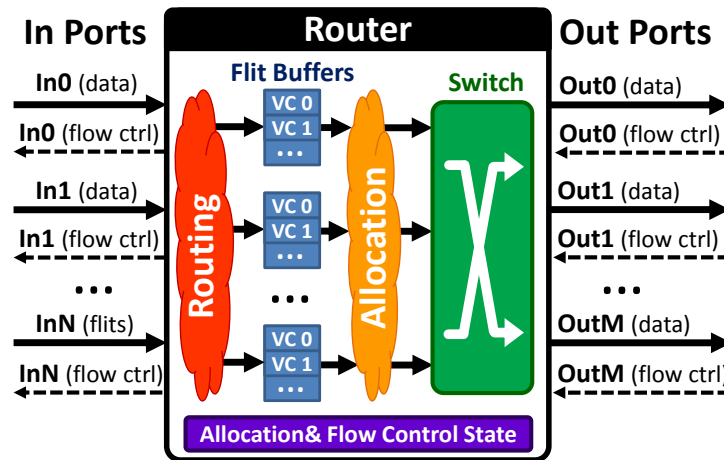 In Ports
Router
Out Ports
Flit Buffers
Switch
In0 (data)
In0 (flow ctrl)
In1 (data)
In1 (flow ctrl)
...
InN (flits)
InN (flow ctrl)
Routing
VC 0
VC 1
...
VC 0
VC 1
...
...
VC 0
VC 1
...
Allocation
Out0 (data)
Out0 (flow ctrl)
Out1 (data)
Out1 (flow ctrl)
...
OutM (data)
OutM (flow ctrl)
Allocation& Flow Control State